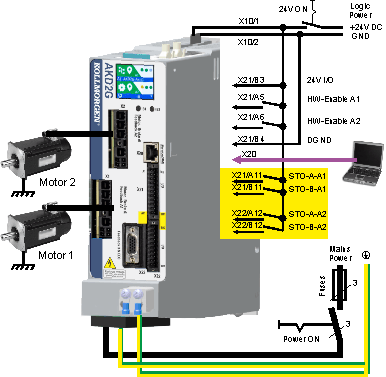 24V ON
Logic
Power
X10/1
+24V DC
X10/2
GND
KOLLMORGEN
AKD2G
X21/B3
24V I/O
X21/A5
HW-Enable A1
X21/A6
HW-Enable A2
X21/B4
DGND
X20
X21/A11
STO-A-A1
X21/B11
STO-B-A1
X22/A12
STO-A-A2
X22/B12
STO-B-A2
Motor 2
Motor 1
Mains
Power
Fuses
3
3
Power ON